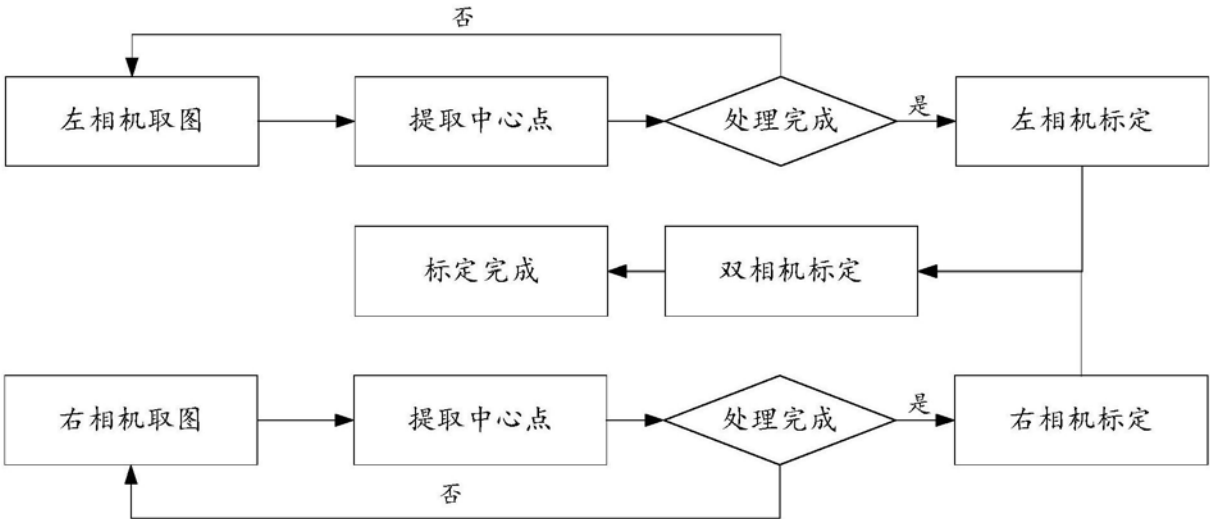 否
左相机取图
提取中心点
处理完成
是
左相机标定
标定完成
双相机标定
右相机取图
提取中心点
处理完成
是
右相机标定
否